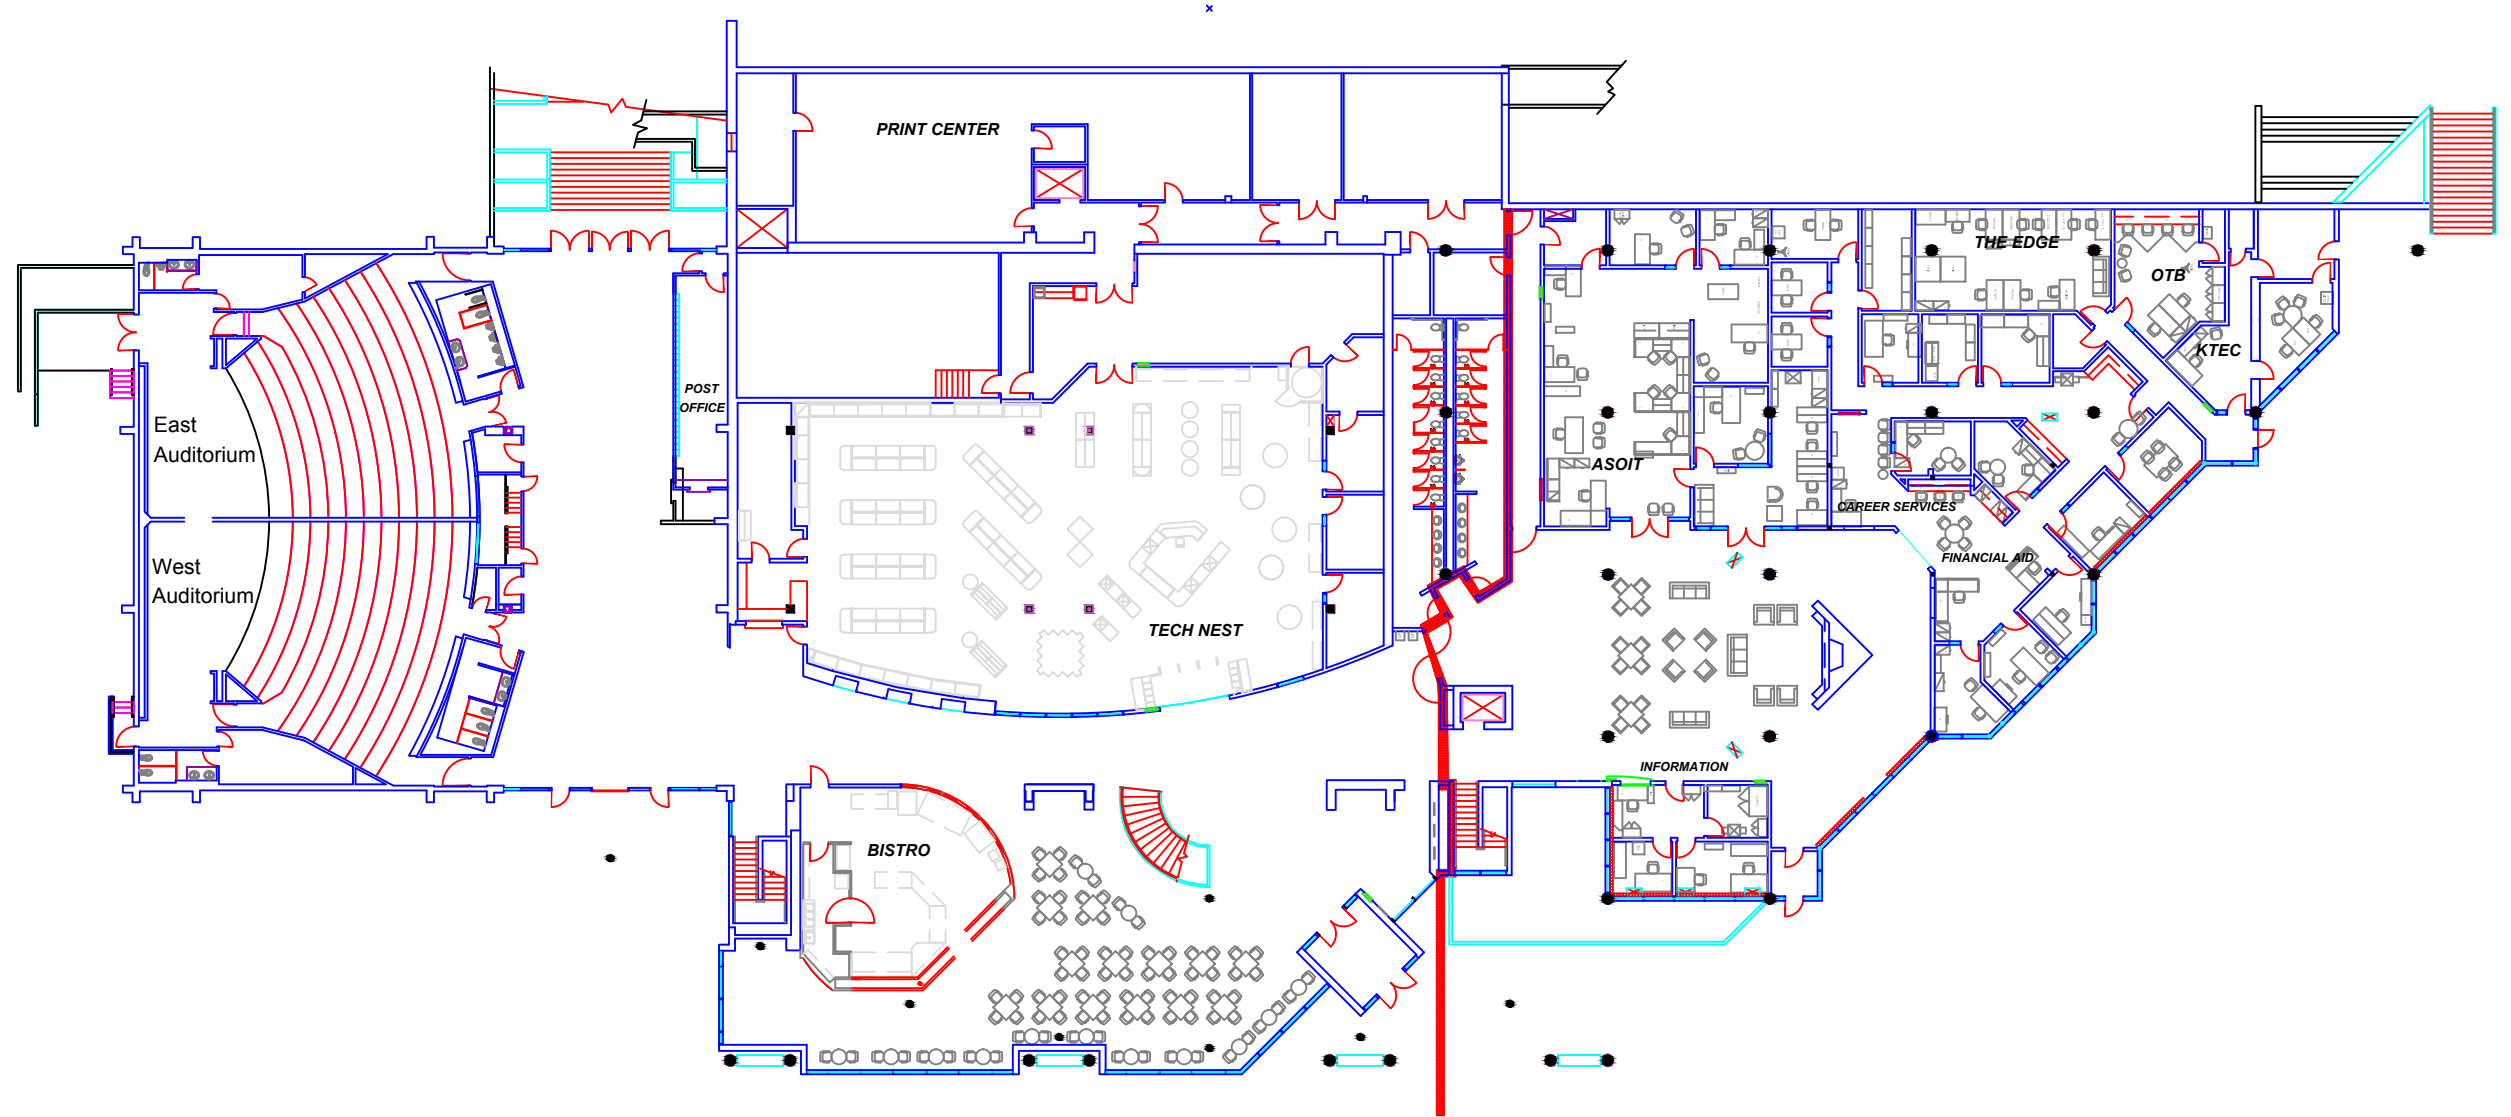 PRINT CENTER
THE EDGE
OTB
KTEC
POST
OFFICE
East
Auditorium
ASOIT
CAREER SERVICES
FINANCIAL AID
West
Auditorium
TECH NEST
INFORMATION
BISTRO